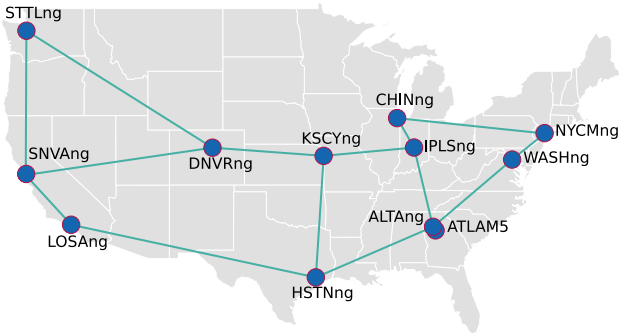 STTLng
CHINng
NYCMng
KSCYng
IPLSng
SNVAng
DNVRng
WASHng
ALTAng
ATLAM5
LOSAng
HSTNng